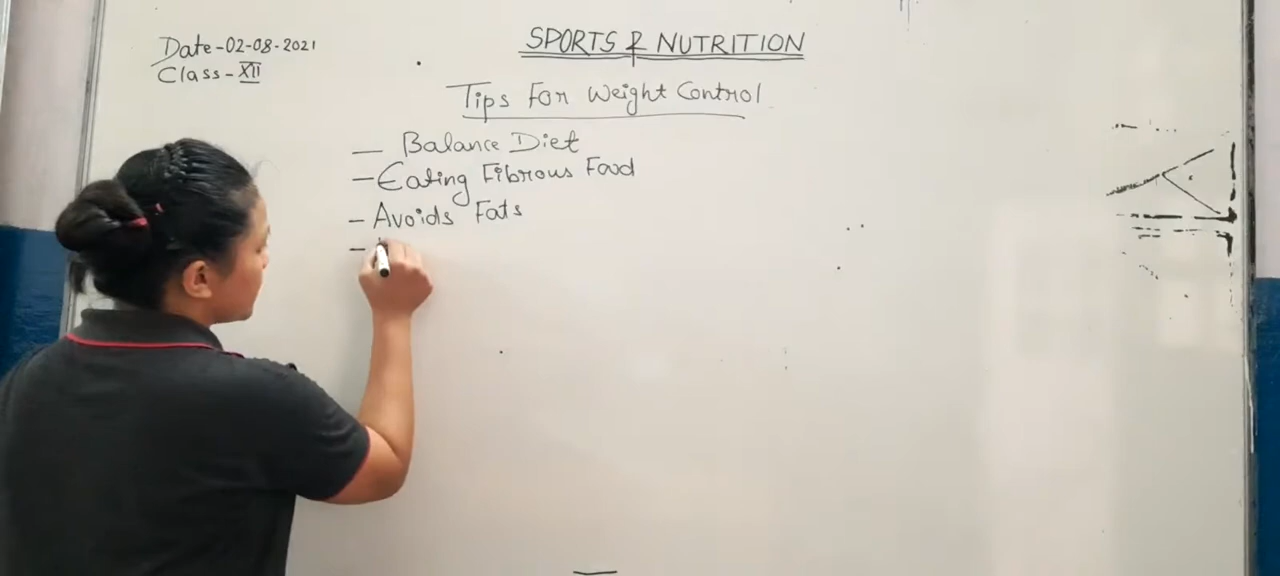 Date-02-08-2021
Class-XII
SPORTS & NUTRITION
Tips For Weight Control
— Balance Diet
- Eating Fibrous Food
- Avoids Fats
-